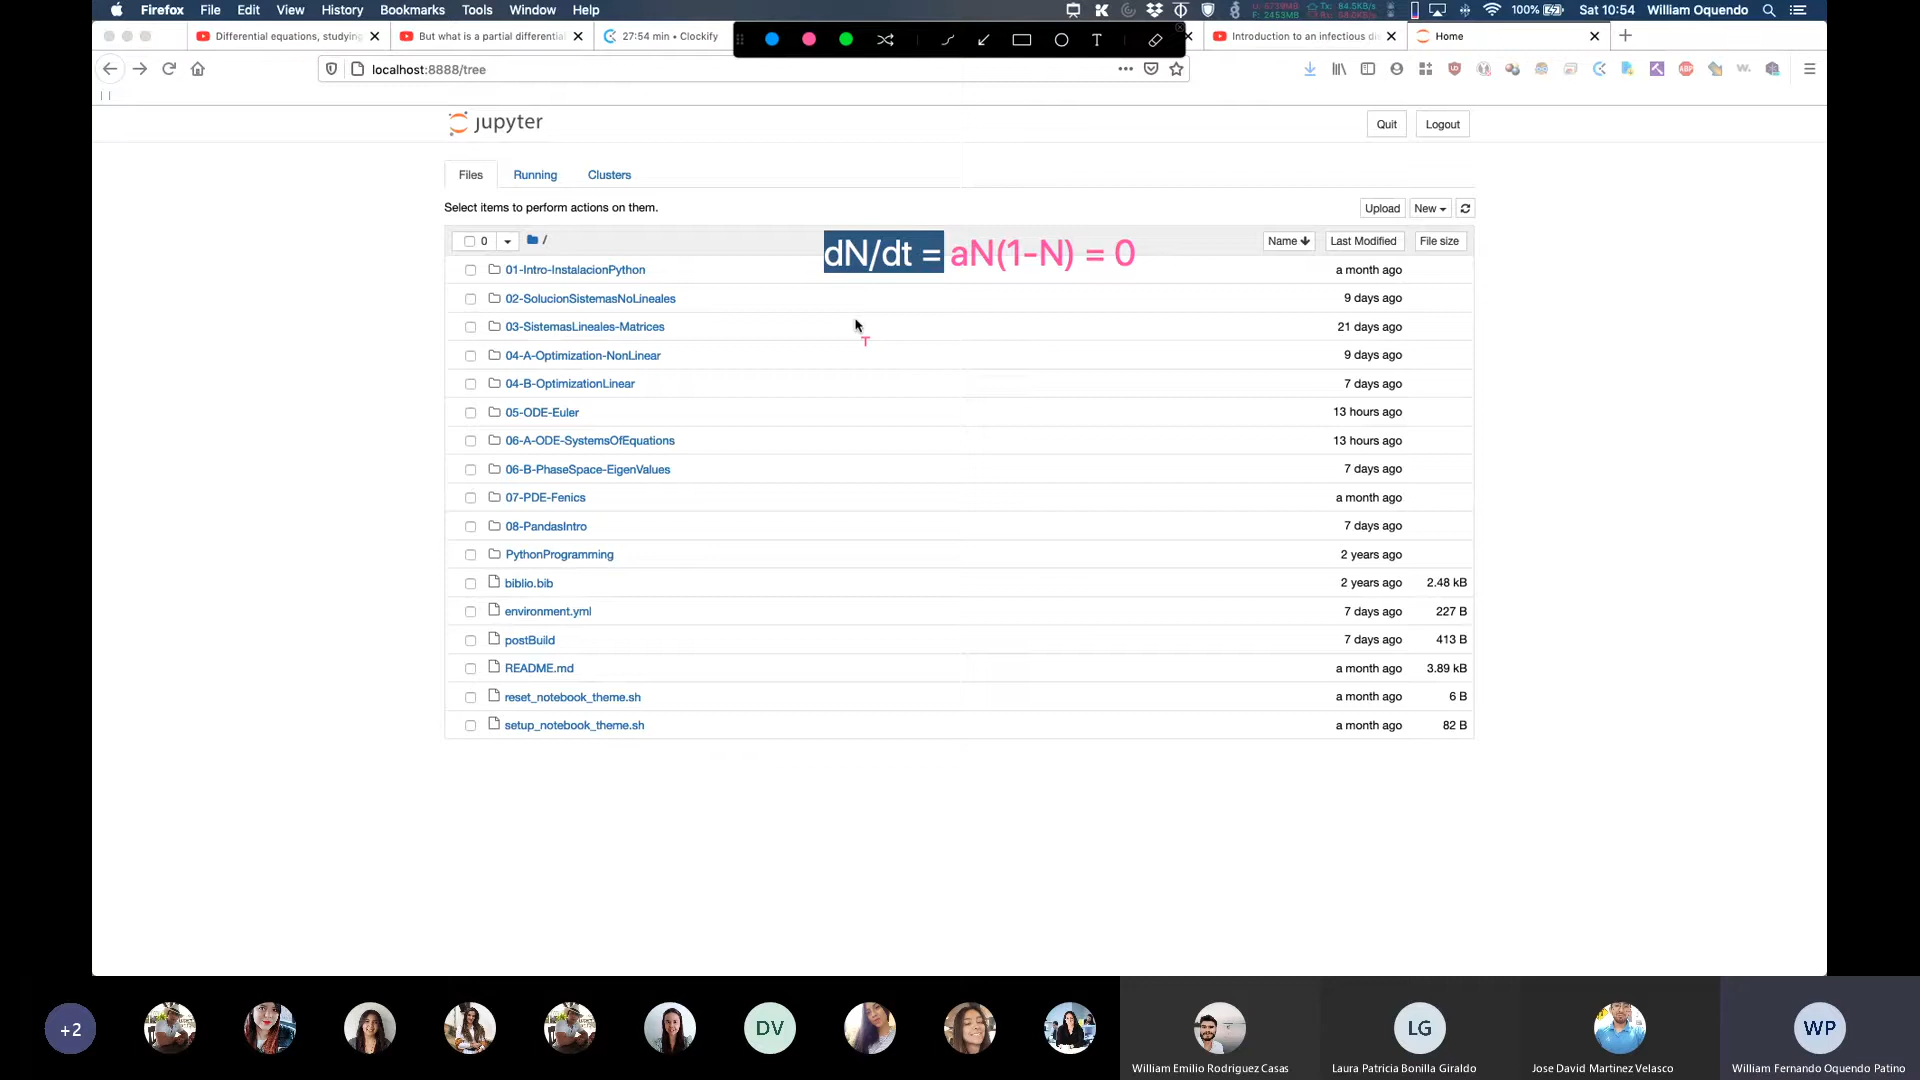 Firefox File Edit View History Bookmarks Tools Window Help 100% Sat 10:54 William Oquendo
Differential equations, studying
But what is a partial differential
27:54 min • Clockify
Introduction to an infectious di
Home
localhost:8888/tree
jupyter
Quit Logout
Files Running Clusters
Select items to perform actions on them.
Upload New
0 / Name Last Modified File size
dN/dt = aN(1-N) = 0
01-Intro-InstalacionPython a month ago
02-SolucionSistemasNoLineales 9 days ago
03-SistemasLineales-Matrices 21 days ago
T
04-A-Optimization-NonLinear 9 days ago
04-B-OptimizationLinear 7 days ago
05-ODE-Euler 13 hours ago
06-A-ODE-SystemsOfEquations 13 hours ago
06-B-PhaseSpace-EigenValues 7 days ago
07-PDE-Fenics a month ago
08-PandasIntro 7 days ago
PythonProgramming 2 years ago
biblio.bib 2 years ago 2.48 kB
environment.yml 7 days ago 227 B
postBuild 7 days ago 413 B
README.md a month ago 3.89 kB
reset_notebook_theme.sh a month ago 6 B
setup_notebook_theme.sh a month ago 82 B
+2 DV LG WP
William Emilio Rodriguez Casas Laura Patricia Bonilla Giraldo Jose David Martinez Velasco William Fernando Oquendo Patino